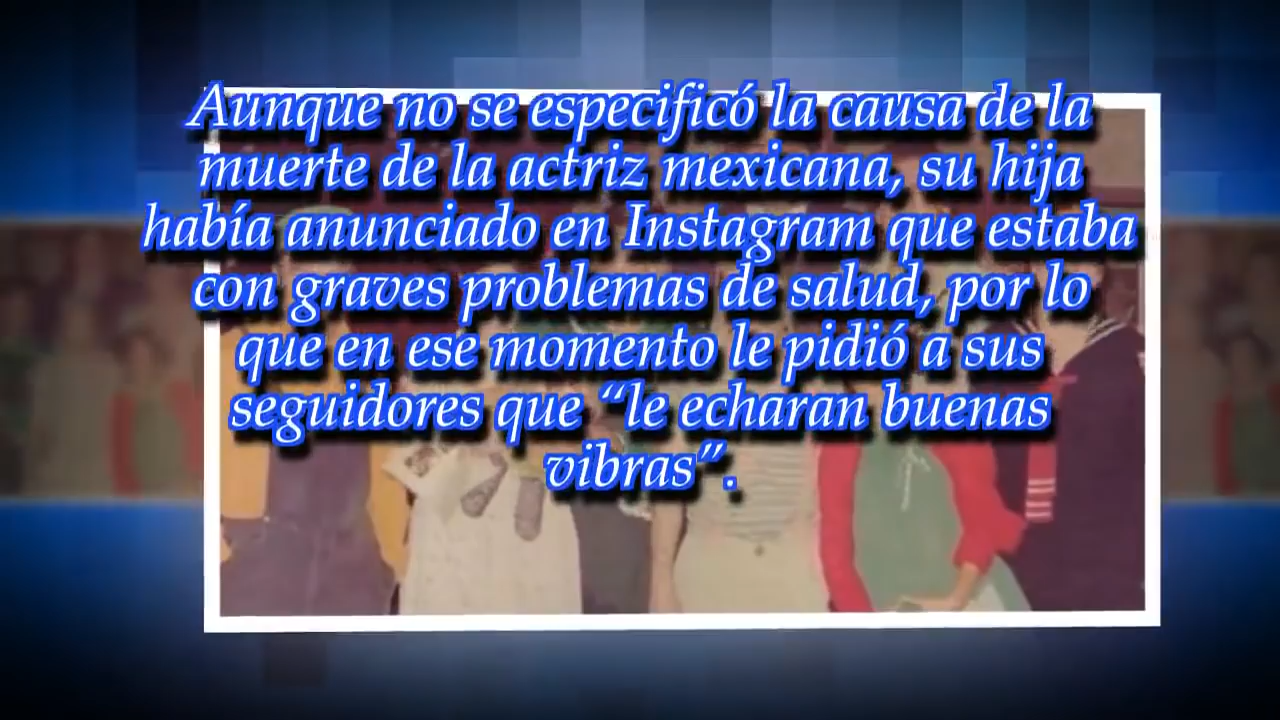 Aunque no se especificó la causa de la
muerte de la actriz mexicana, su hija
había anunciado en Instagram que estaba
con graves problemas de salud, por lo
que en ese momento le pidió a sus
seguidores que “le echaran buenas
vibras”.